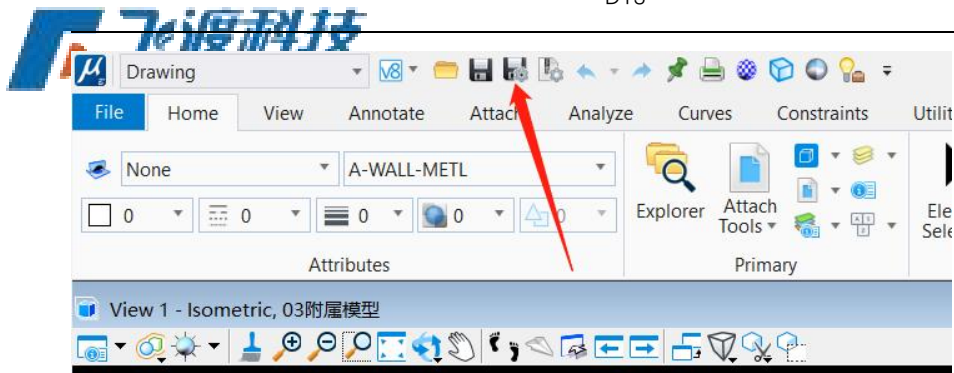 飞渡科技
Drawing
V8
File Home View Annotate Attach Analyze Curves Constraints
None A-WALL-METL
0 0 0 0 0
Explorer Attach Tools
Attributes Primary
View 1 - Isometric, 03附属模型